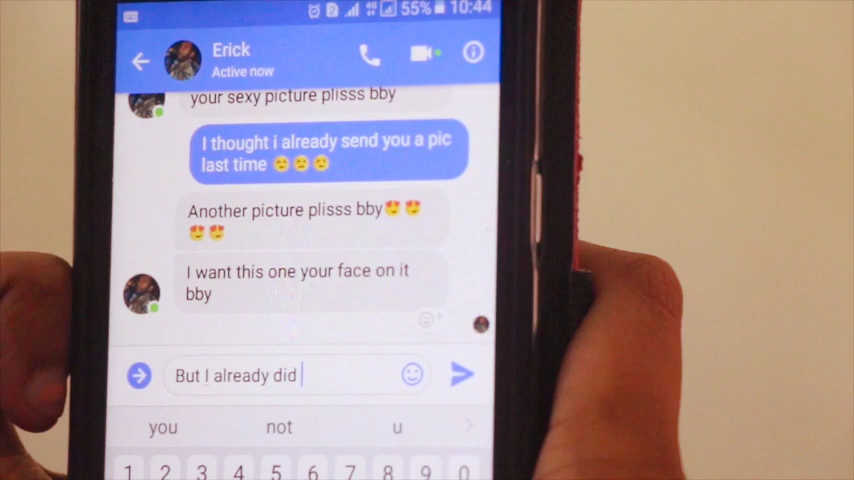 55% 10:44
Erick
Active now
your sexy picture plisss bby
I thought i already send you a pic
last time 😕😕😕
Another picture plisss bby😍😍
😍😍
I want this one your face on it
bby
But I already did
you not u
1 2 3 4 5 6 7 8 9 0